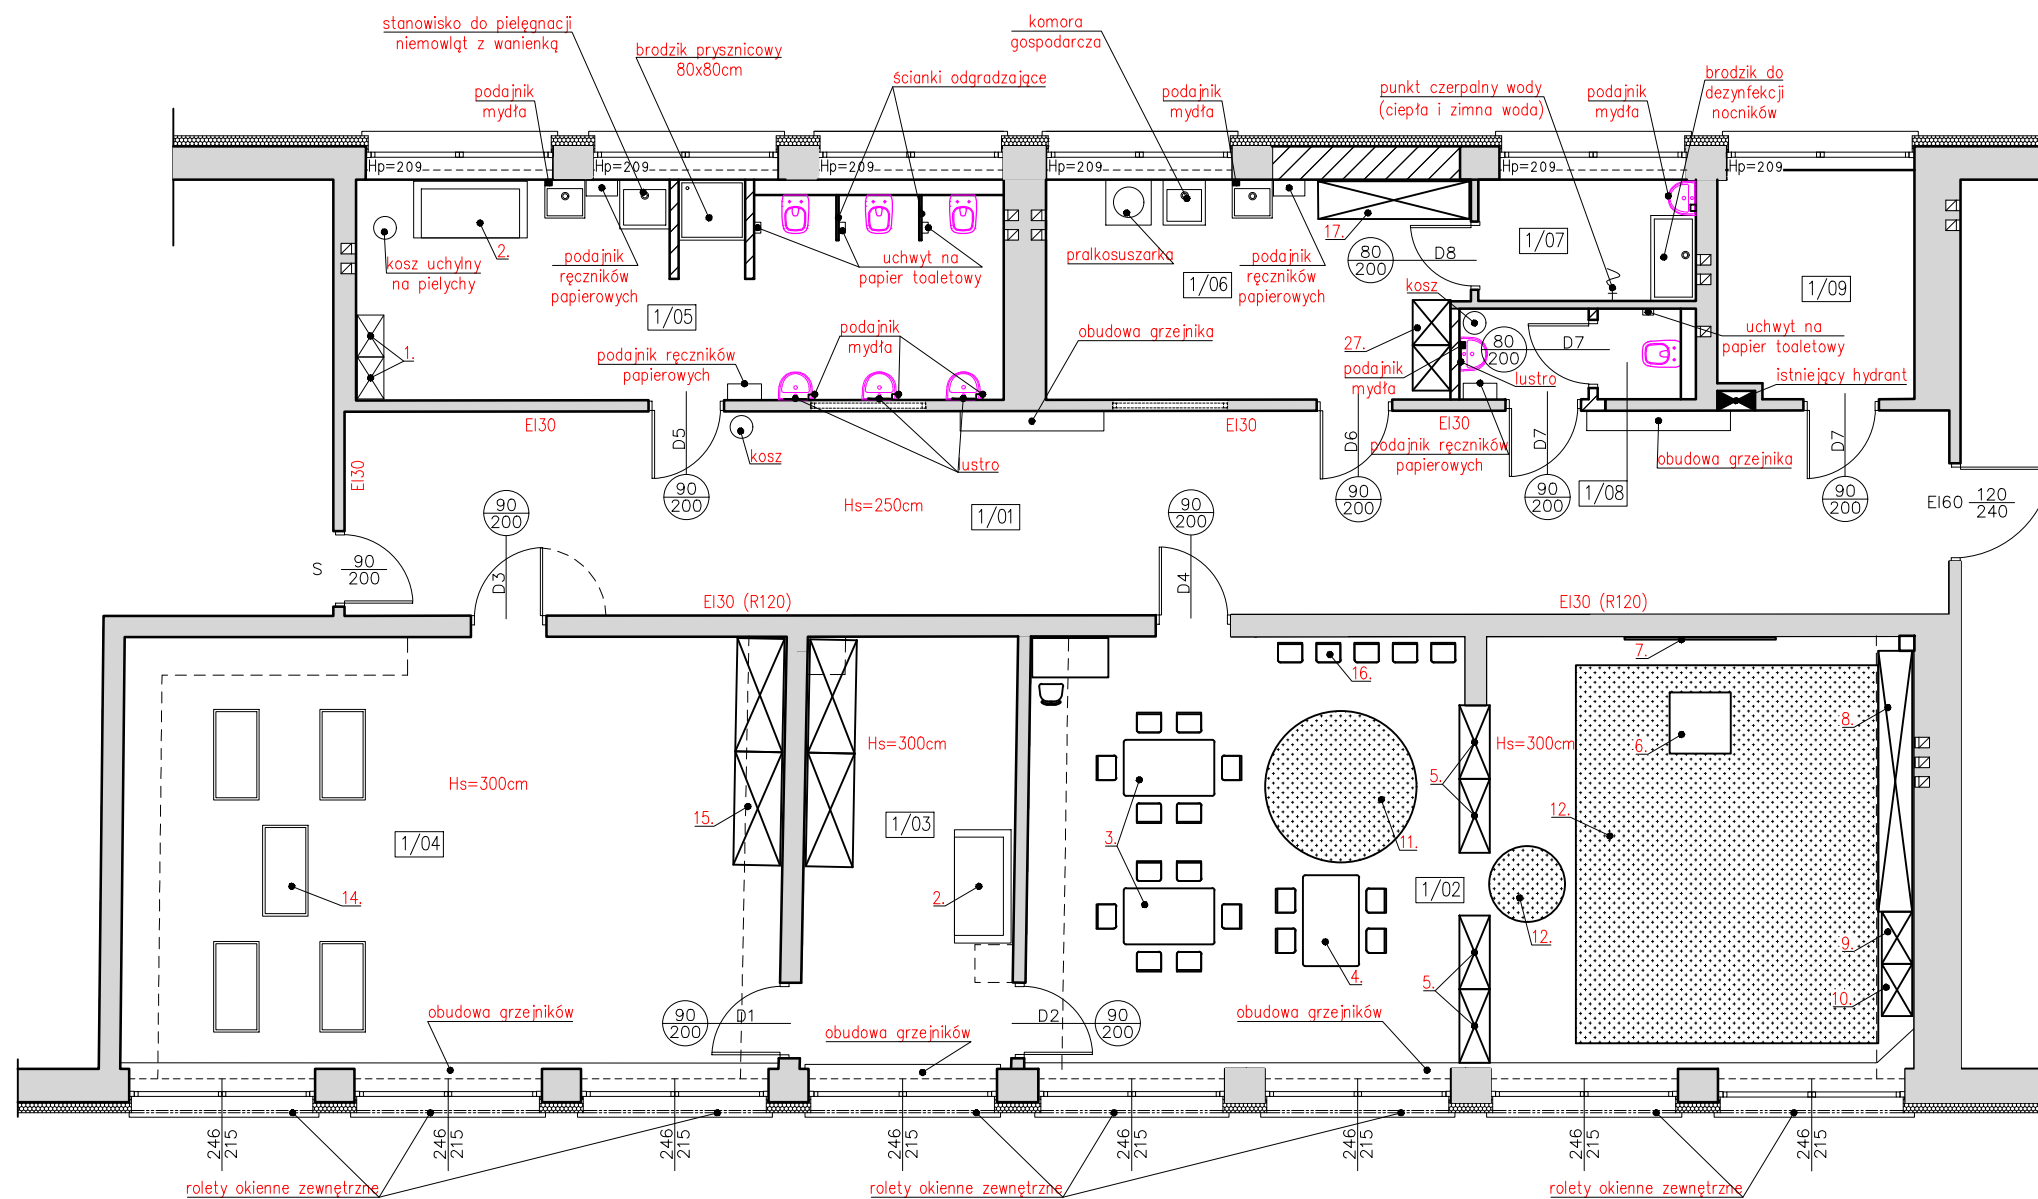 stanowisko do pielęgnacji
niemowląt z wanienką
brodzik prysznicowy
80x80cm
podajnik
mydła
ścianki odgradzające
komora
gospodarcza
podajnik
mydła
punkt czerpalny wody
(ciepła i zimna woda)
podajnik
mydła
brodzik do
dezynfekcji
nocników
Hp=209
Hp=209
Hp=209
Hp=209
Hp=209
Hp=209
2.
kosz uchylny
na pielychy
podajnik
ręczników
papierowych
uchwyt na
papier toaletowy
1/05
1.
podajnik ręczników
papierowych
podajnik
mydła
pralkosuszarka
1/06
podajnik
ręczników
papierowych
obudowa grzejnika
17.
80
200
D8
1/07
1/09
kosz
27.
podajnik
mydła
80
200
D7
lustro
uchwyt na
papier toaletowy
istniejący hydrant
EI30
EI30
D5
kosz
lustro
EI30
D6
EI30
podajnik ręczników
papierowych
D7
obudowa grzejnika
D7
90
200
Hs=250cm
1/01
90
200
90
200
1/08
90
200
EI60
120
240
90
200
90
200
S
90
200
D3
D4
EI30 (R120)
EI30 (R120)
Hs=300cm
1/04
14.
15.
Hs=300cm
1/03
2.
16.
3.
11.
4.
1/02
5.
5.
Hs=300cm
12.
12.
7.
6.
8.
9.
10.
obudowa grzejników
90
200
D1
obudowa grzejników
D2
90
200
obudowa grzejników
246
215
246
215
246
215
246
215
246
215
246
215
246
215
246
215
rolety okienne zewnętrzne
rolety okienne zewnętrzne
rolety okienne zewnętrzne